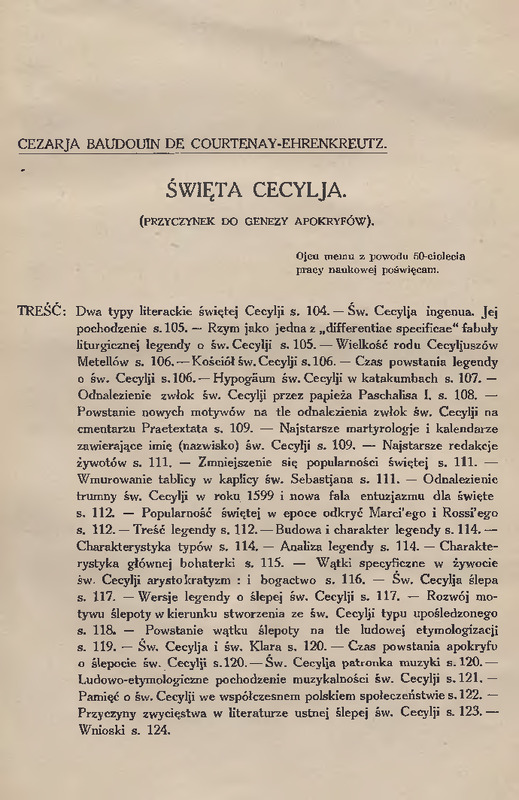 CEZARJA BAUDOUIN DE COURTENAY-EHRENKREUTZ.
ŚWIĘTA CECYLJA.
(PRZYCZYNEK DO GENEZY APOKRYFÓW).
Ojcu memu z powodu 50-ciolecia
pracy naukowej poświęcam.
TREŚĆ: Dwa typy literackie świętej Cecylji s. 104. — Św. Cecylja ingenua. Jej
pochodzenie s. 105. — Rzym jako jedna z „differentiae specificae“ fabuły
liturgicznej legendy o św. Cecylji s. 105. — Wielkość rodu Cecyljuszów
Metellów s. 106. — Kościół św. Cecylji s. 106. — Czas powstania legendy
o św. Cecylji s. 106. — Hypogäum św. Cecylji w katakumbach s. 107. —
Odnalezienie zwłok św. Cecylji przez papieża Paschalisa I. s. 108. —
Powstanie nowych motywów na tle odnalezienia zwłok św. Cecylji na
cmentarzu Praetextata s. 109. — Najstarsze martyrologje i kalendarze
zawierające imię (nazwisko) św. Cecylji s. 109. — Najstarsze redakcje
żywotów s. 111. — Zmniejszenie się popularności świętej s. 111. —
Wmurowanie tablicy w kaplicy św. Sebastjana s. 111. — Odnalezienie
trumny św. Cecylji w roku 1599 i nowa fala entuzjazmu dla święte
s. 112. — Popularność świętej w epoce odkryć Marci'ego i Rossi'ego
s. 112. — Treść legendy s. 112. — Budowa i charakter legendy s. 114. —
Charakterystyka typów s. 114. — Analiza legendy s. 114. — Charakte-
rystyka głównej bohaterki s. 115. — Wątki specyficzne w żywocie
św. Cecylji arystokratyzm : i bogactwo s. 116. — Św. Cecylja ślepa
s. 117. — Wersje legendy o ślepej św. Cecylji s. 117. — Rozwój mo-
tywu ślepoty w kierunku stworzenia ze św. Cecylji typu upośledzonego
s. 118. — Powstanie wątku ślepoty na tle ludowej etymologizacji
s. 119. — Św. Cecylja i św. Klara s. 120. — Czas powstania apokryfu
o ślepocie św. Cecylji s. 120. — Św. Cecylja patronka muzyki s. 120. —
Ludowo-etymologiczne pochodzenie muzykalności św. Cecylji s. 121. —
Pamięć o św. Cecylji we współczesnem polskiem społeczeństwie s. 122. —
Przyczyny zwycięstwa w literaturze ustnej ślepej św. Cecylji s. 123. —
Wnioski s. 124.